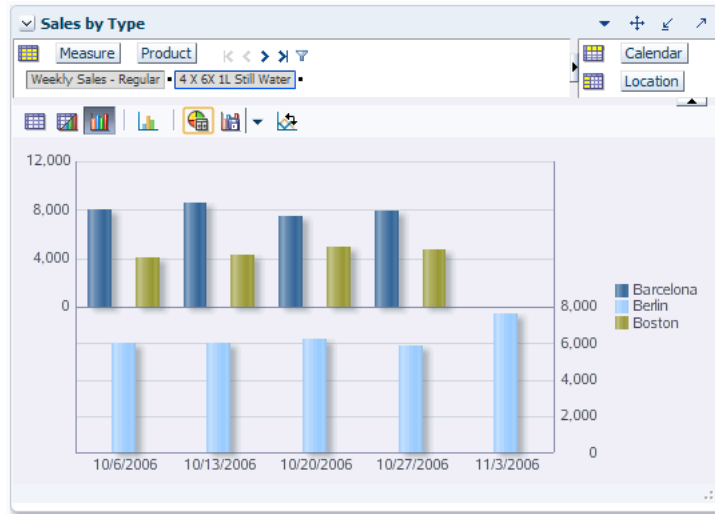 Sales by Type
Measure Product Calendar
Weekly Sales - Regular 4 X 6X 1L Still Water Location
12,000
8,000
4,000
0 8,000
Barcelona
Berlin
Boston
6,000
4,000
2,000
0
10/6/2006 10/13/2006 10/20/2006 10/27/2006 11/3/2006